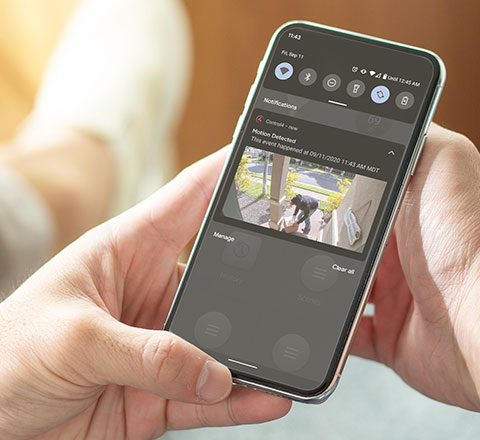 11:43
Fri, Sep 11
Until 12:45 AM
Notifications
Control4 • now
Motion Detected
This event happened at 09/11/2020 11:43 AM MDT
Manage
Clear all